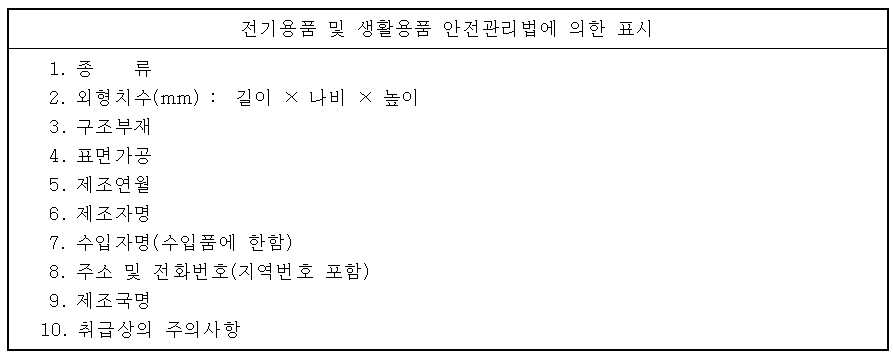 전기용품 및 생활용품 안전관리법에 의한 표시
1. 종 류
2. 외형치수(mm) : 길이 × 나비 × 높이
3. 구조부재
4. 표면가공
5. 제조연월
6. 제조자명
7. 수입자명(수입품에 한함)
8. 주소 및 전화번호(지역번호 포함)
9. 제조국명
10. 취급상의 주의사항